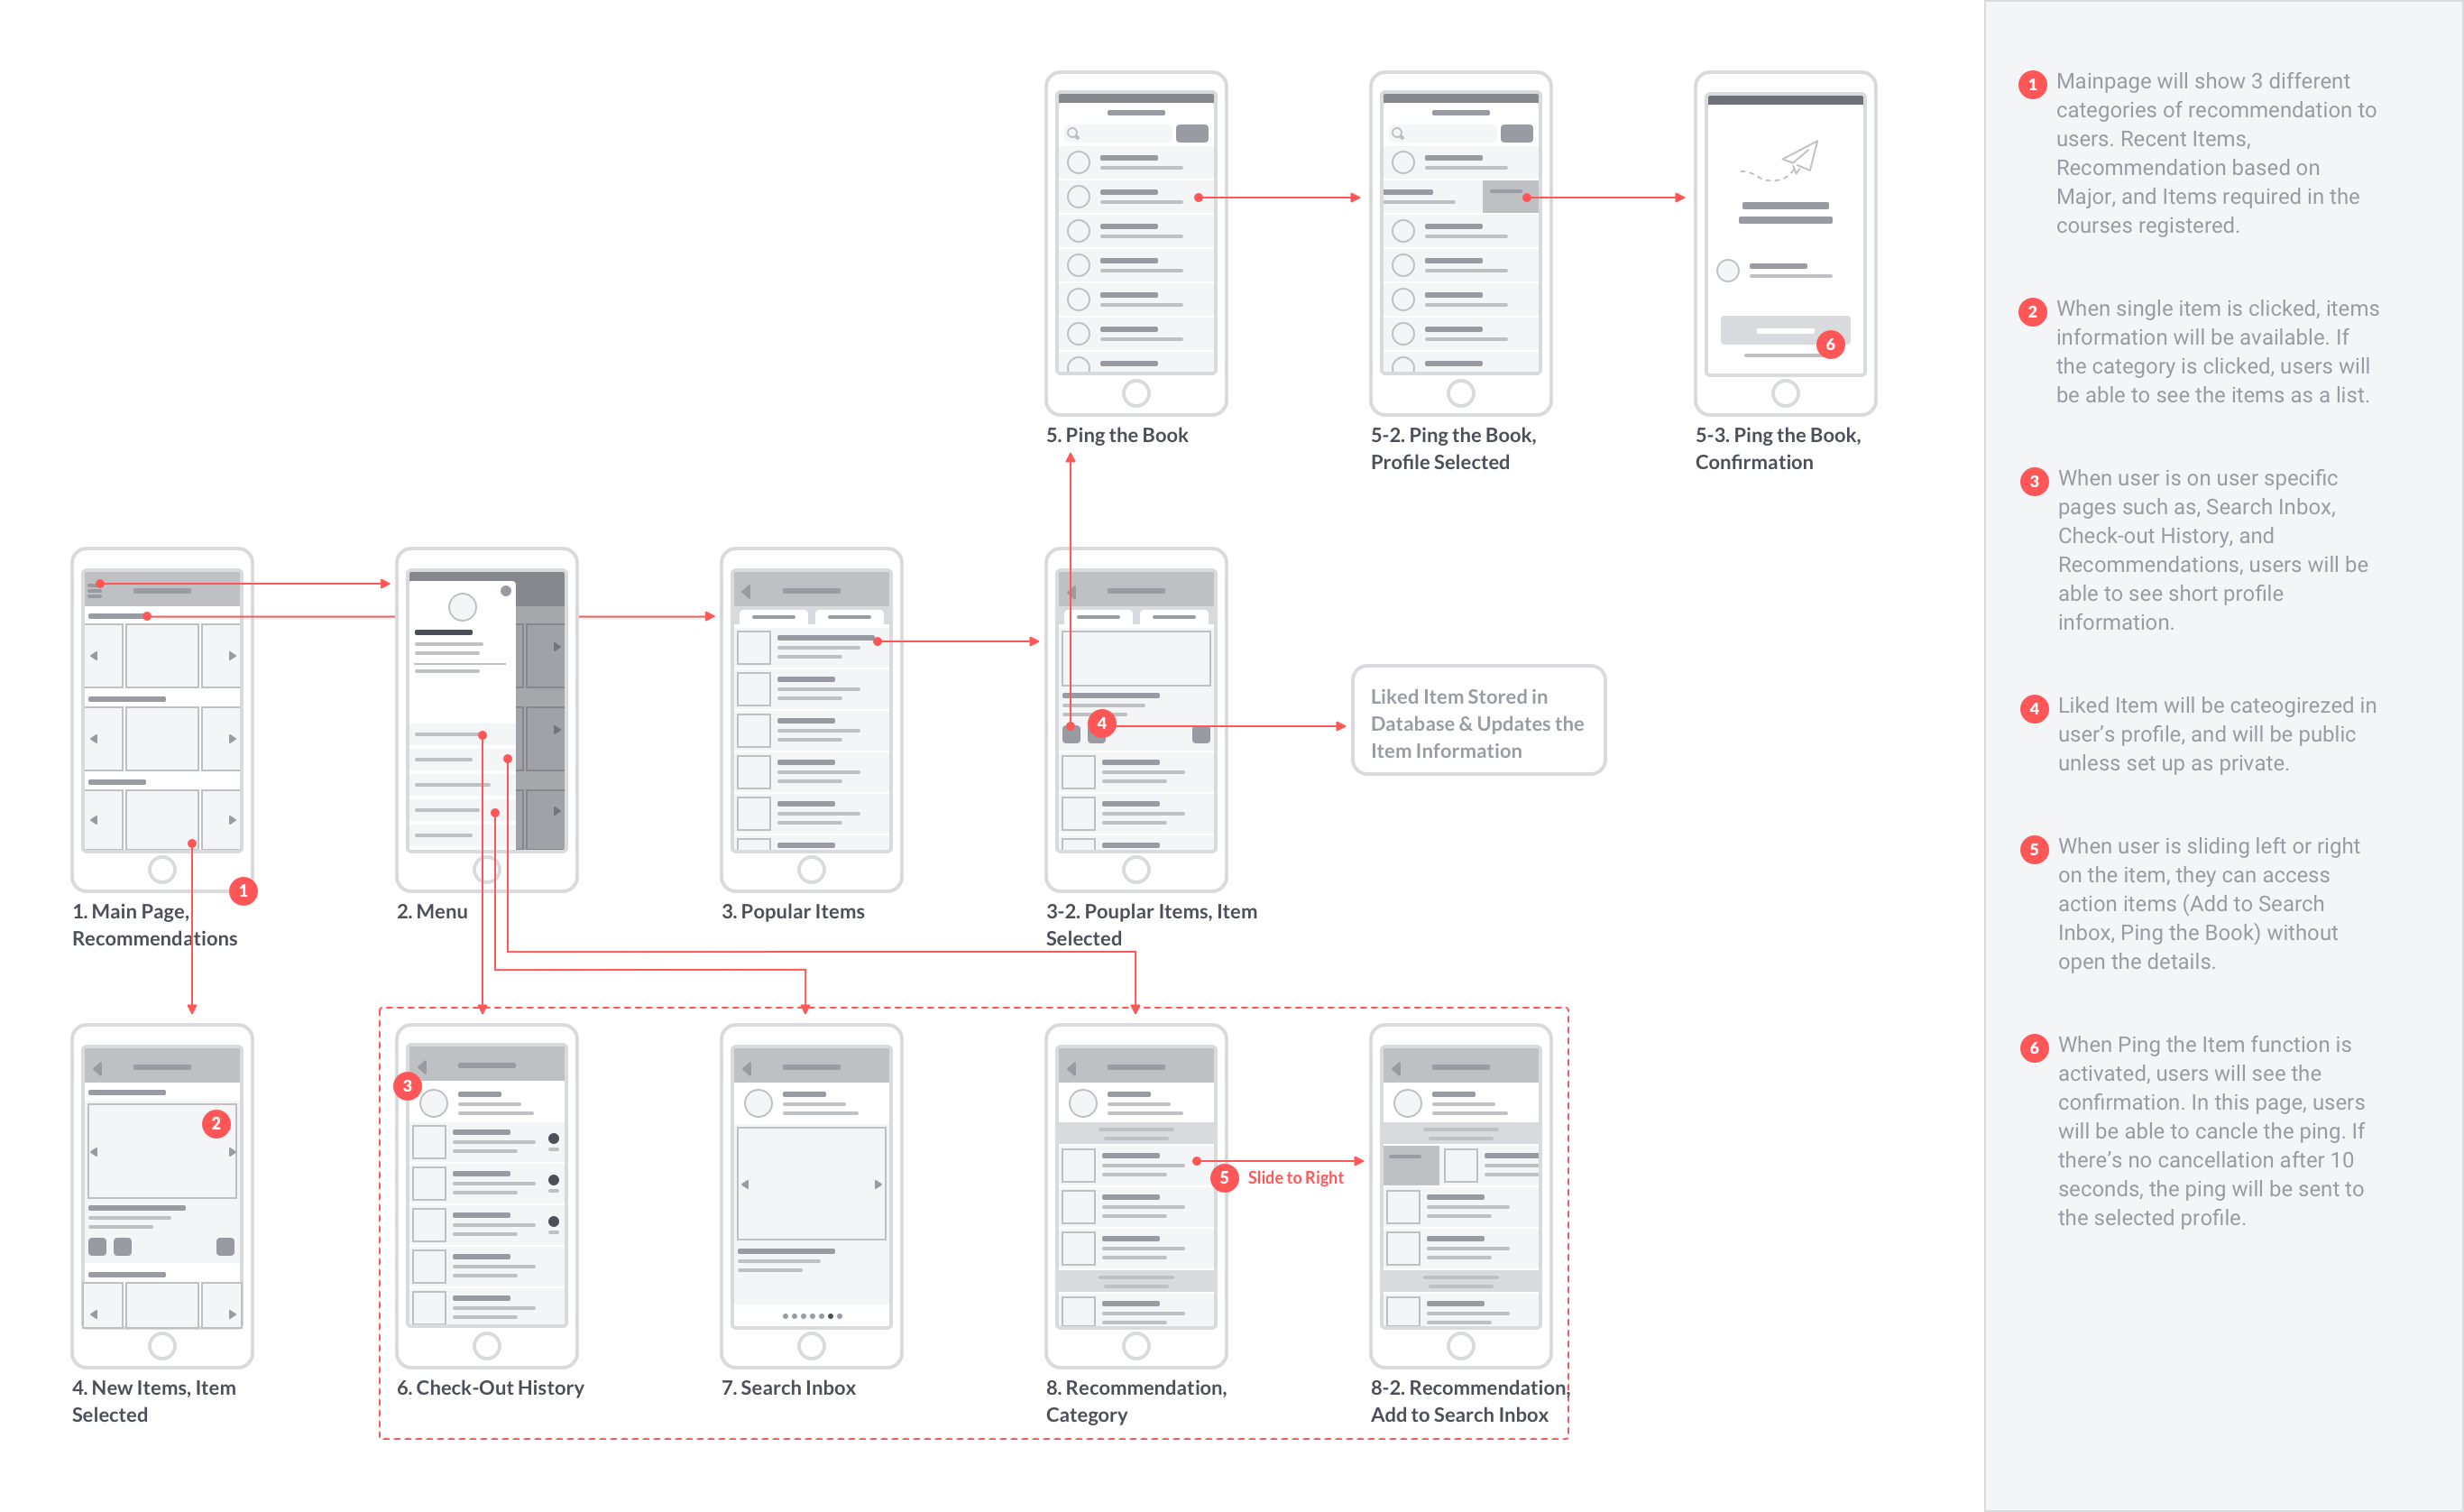 5. Ping the Book
5-2. Ping the Book,
Profile Selected
5-3. Ping the Book,
Confirmation
6
1. Main Page,
Recommendations
1
2. Menu
3. Popular Items
3-2. Pouplar Items, Item
Selected
4
Liked Item Stored in
Database & Updates the
Item Information
4. New Items, Item
Selected
2
6. Check-Out History
3
7. Search Inbox
8. Recommendation,
Category
5
Slide to Right
8-2. Recommendation,
Add to Search Inbox
1
Mainpage will show 3 different
categories of recommendation to
users. Recent Items,
Recommendation based on
Major, and Items required in the
courses registered.
2
When single item is clicked, items
information will be available. If
the category is clicked, users will
be able to see the items as a list.
3
When user is on user specific
pages such as, Search Inbox,
Check-out History, and
Recommendations, users will be
able to see short profile
information.
4
Liked Item will be cateogirezed in
user’s profile, and will be public
unless set up as private.
5
When user is sliding left or right
on the item, they can access
action items (Add to Search
Inbox, Ping the Book) without
open the details.
6
When Ping the Item function is
activated, users will see the
confirmation. In this page, users
will be able to cancle the ping. If
there’s no cancellation after 10
seconds, the ping will be sent to
the selected profile.